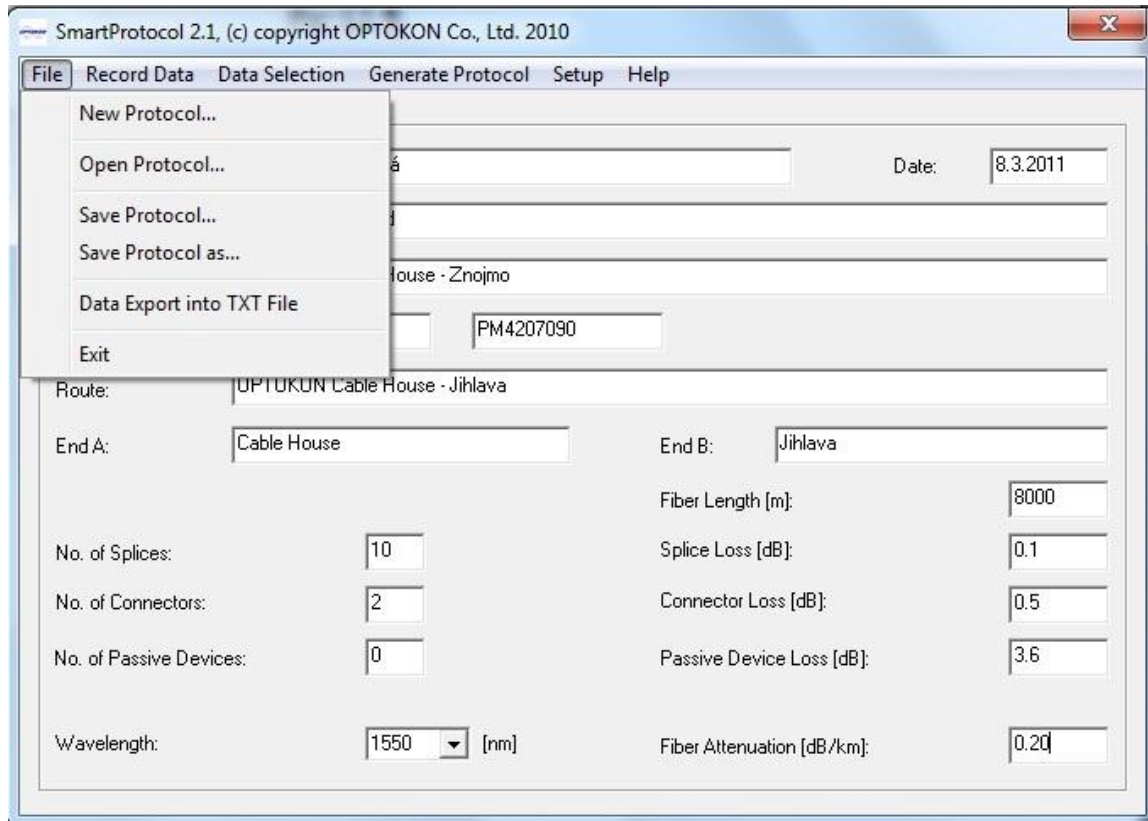 SmartProtocol 2.1, (c) copyright OPTOKON Co., Ltd. 2010
File Record Data Data Selection Generate Protocol Setup Help
New Protocol...
Open Protocol...
Save Protocol...
Save Protocol as...
Data Export into TXT File
Exit
á
Date: 8.3.2011
House - Znojmo
PM4207090
Route: OPTOKON Cable House - Jihlava
End A: Cable House End B: Jihlava
Fiber Length [m]: 8000
No. of Splices: 10 Splice Loss [dB]: 0.1
No. of Connectors: 2 Connector Loss [dB]: 0.5
No. of Passive Devices: 0 Passive Device Loss [dB]: 3.6
Wavelength: 1550 [nm] Fiber Attenuation [dB/km]: 0.20